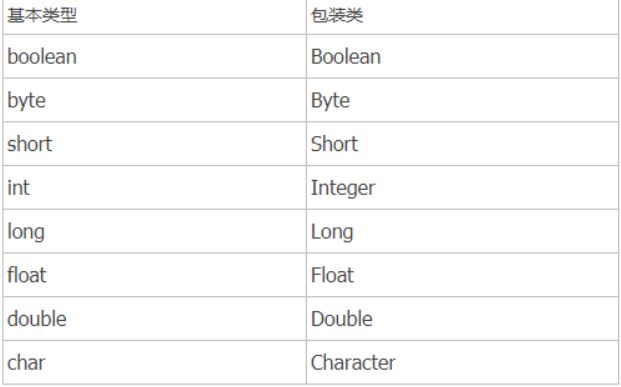 基本类型 包装类
boolean Boolean
byte Byte
short Short
int Integer
long Long
float Float
double Double
char Character